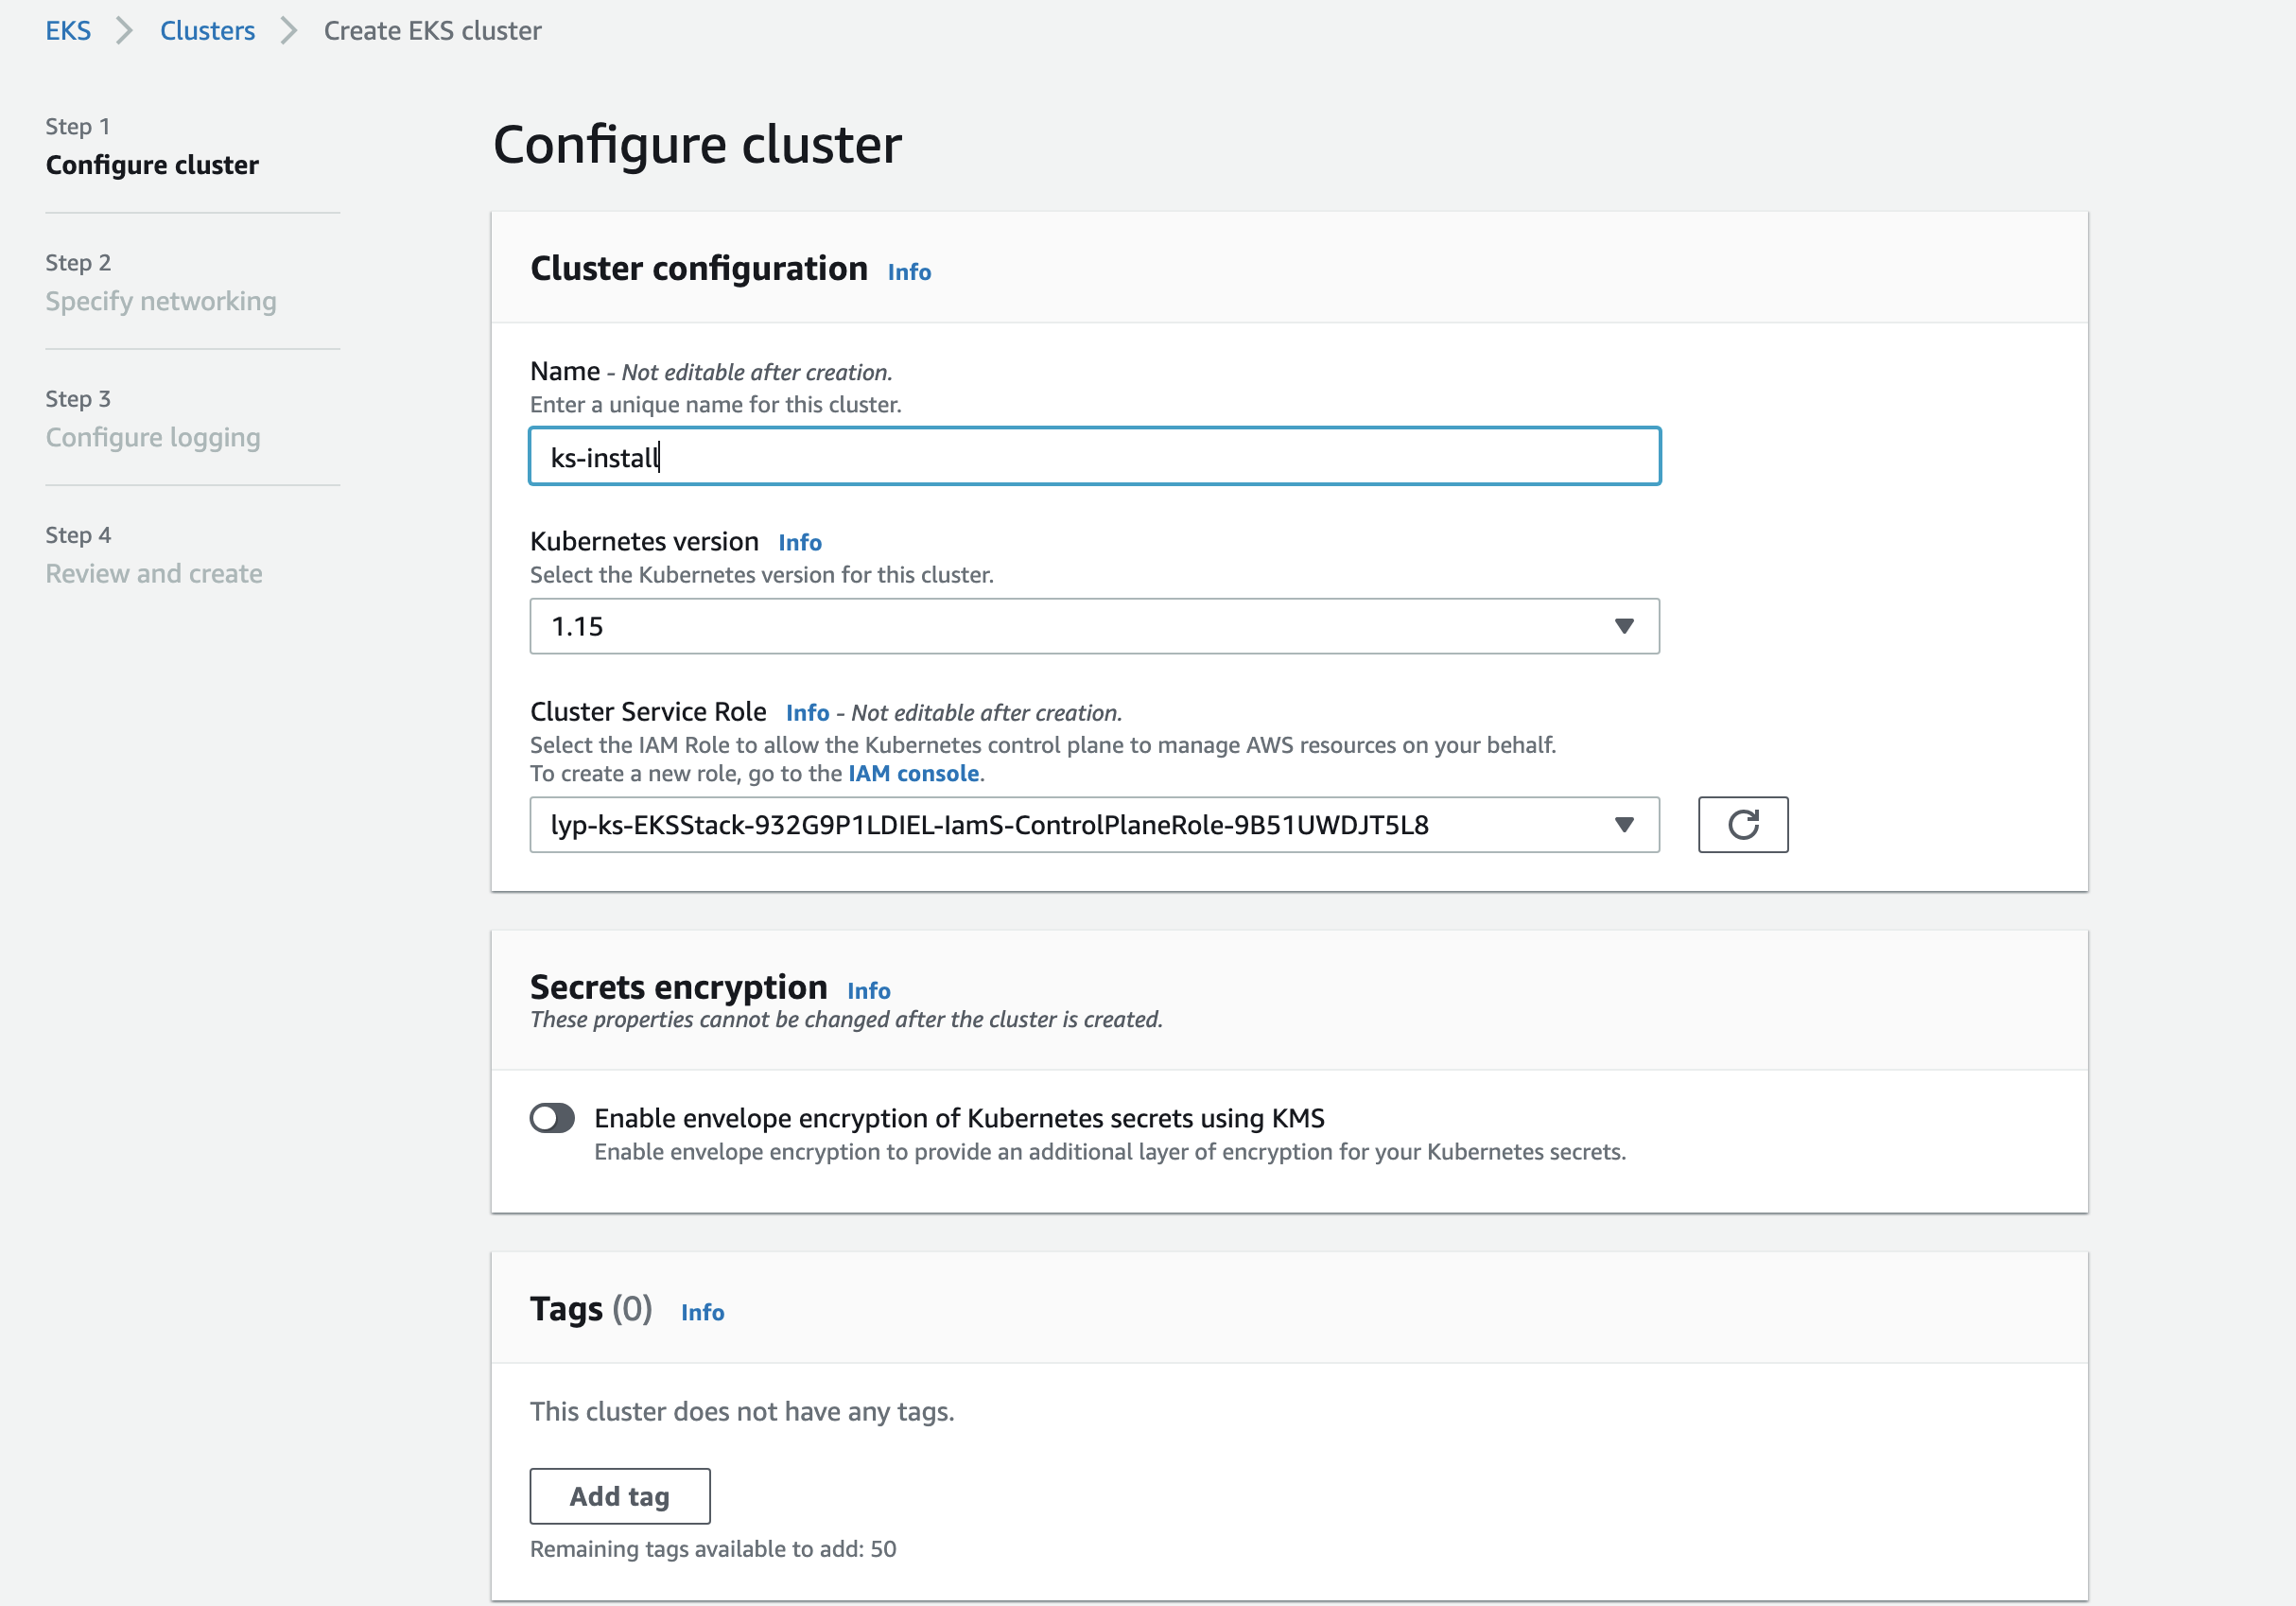 EKS > Clusters > Create EKS cluster
Step 1
Configure cluster
Step 2
Specify networking
Step 3
Configure logging
Step 4
Review and create
Configure cluster
Cluster configuration Info
Name - Not editable after creation.
Enter a unique name for this cluster.
ks-install
Kubernetes version Info
Select the Kubernetes version for this cluster.
1.15
Cluster Service Role Info - Not editable after creation.
Select the IAM Role to allow the Kubernetes control plane to manage AWS resources on your behalf.
To create a new role, go to the IAM console.
lyp-ks-EKSStack-932G9P1LDIEL-IamS-ControlPlaneRole-9B51UWDJT5L8
Secrets encryption Info
These properties cannot be changed after the cluster is created.
Enable envelope encryption of Kubernetes secrets using KMS
Enable envelope encryption to provide an additional layer of encryption for your Kubernetes secrets.
Tags (0) Info
This cluster does not have any tags.
Add tag
Remaining tags available to add: 50